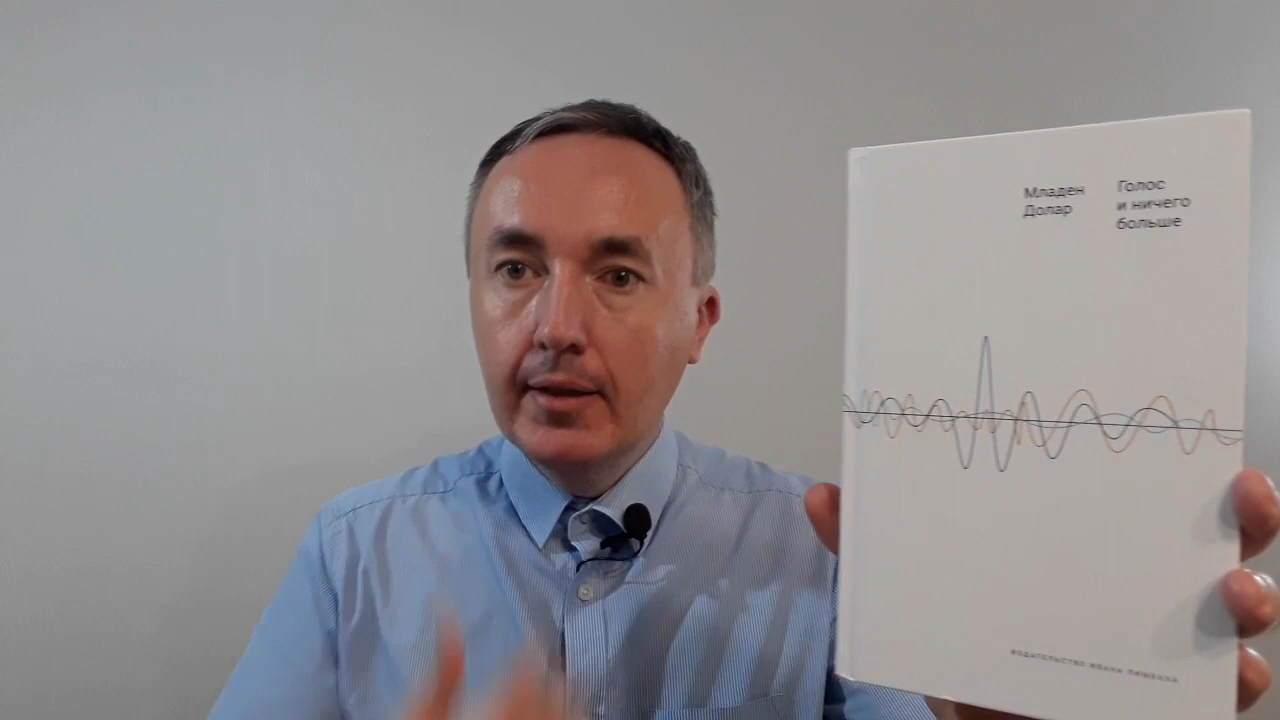 Младен
Долар
Голос
и ничего
больше
ИЗДАТЕЛЬСТВО ИВАНА ЛИМБАХА